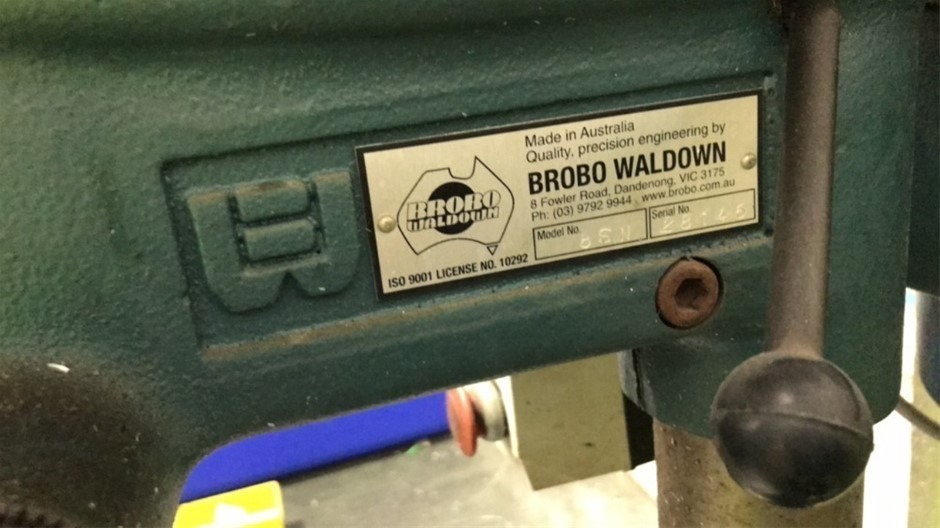 BROBO
WALDOWN
ISO 9001 LICENSE NO. 10292
Made in Australia
Quality, precision engineering by
BROBO WALDOWN
8 Fowler Road, Dandenong, VIC 3175
Ph: (03) 9792 9944 www.brobo.com.au
Model No.
Serial No.